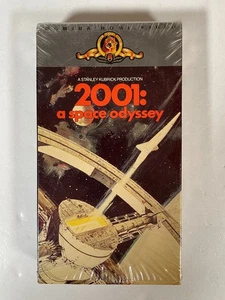 A STANLEY KUBRICK PRODUCTION
2001:
a space odyssey